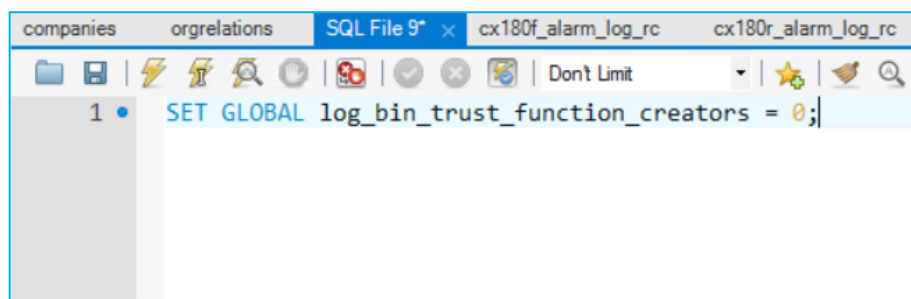 companies orgrelations SQL File 9* × cx180f_alarm_log_rc cx180r_alarm_log_rc
Don't Limit
1 SET GLOBAL log_bin_trust_function_creators = 0;